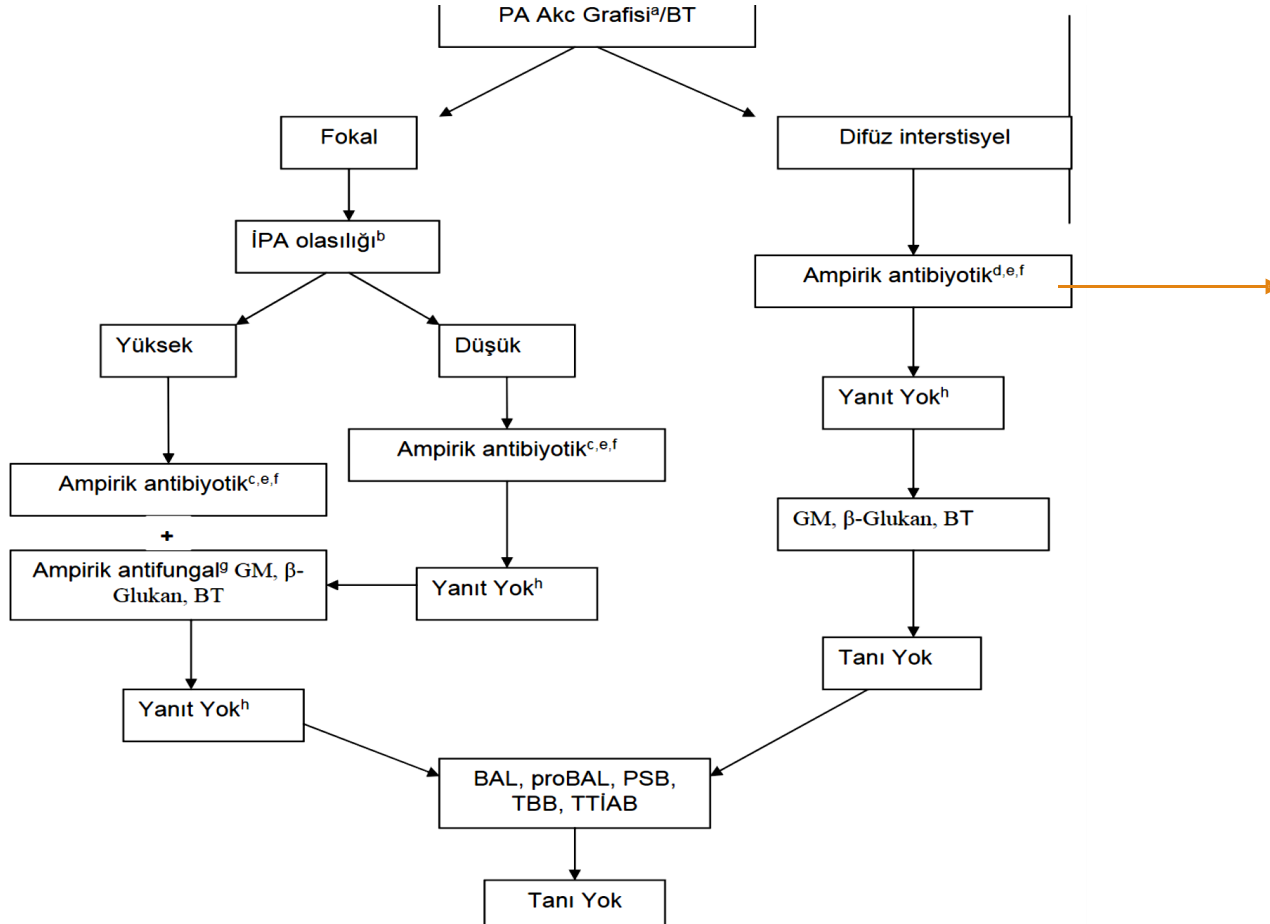 PA Akc Grafisiᵃ/BT
Fokal
Difüz interstisyel
İPA olasılığıᵇ
Ampirik antibiyotikᵈ,ᵉ,ᶠ
Yüksek
Düşük
Yanıt Yokʰ
Ampirik antibiyotikᶜ,ᵉ,ᶠ
Ampirik antibiyotikᶜ,ᵉ,ᶠ
GM, β-Glukan, BT
+
Ampirik antifungalᵍ GM, β-
Glukan, BT
Yanıt Yokʰ
Tanı Yok
Yanıt Yokʰ
BAL, proBAL, PSB,
TBB, TTİAB
Tanı Yok